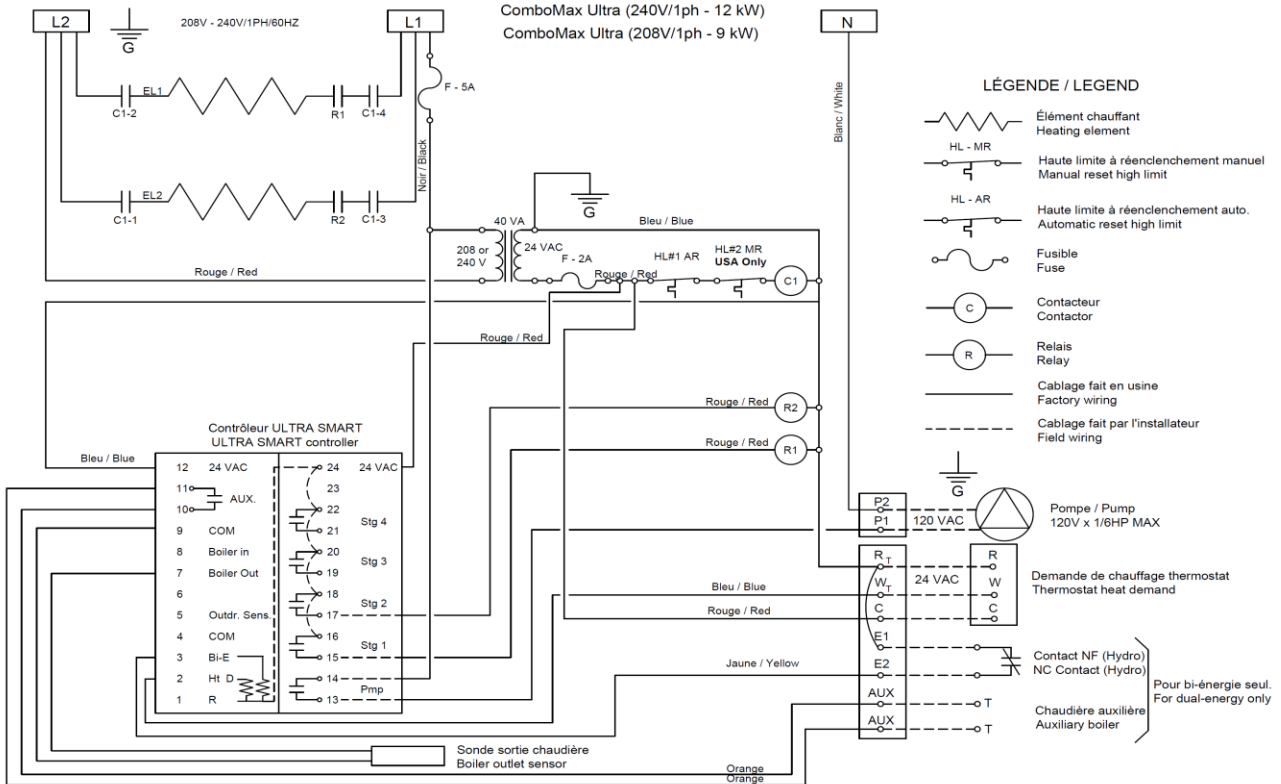 ComboMax Ultra (240V/1ph - 12 kW)
ComboMax Ultra (208V/1ph - 9 kW)
L2
208V - 240V/1PH/60HZ
G
L1
N
F - 5A
EL1
C1-2
R1
C1-4
EL2
C1-1
R2
C1-3
Noir / Black
Blanc / White
G
40 VA
208 or
240 V
24 VAC
Bleu / Blue
F - 2A
Rouge / Red
HL#1 AR
HL#2 MR
USA Only
C1
Rouge / Red
Rouge / Red
Rouge / Red
R2
Rouge / Red
R1
LÉGENDE / LEGEND
Élément chauffant
Heating element
HL - MR
Haute limite à réenclenchement manuel
Manual reset high limit
HL - AR
Haute limite à réenclenchement auto.
Automatic reset high limit
Fusible
Fuse
C
Contacteur
Contactor
R
Relais
Relay
Cablage fait en usine
Factory wiring
Cablage fait par l'installateur
Field wiring
Contrôleur ULTRA SMART
ULTRA SMART controller
Bleu / Blue
12 24 VAC
11
10
AUX.
9 COM
8 Boiler in
7 Boiler Out
6
5 Outdr. Sens.
4 COM
3 Bi-E
2 Ht D
1 R
24 24 VAC
23
22
21
Stg 4
20
19
Stg 3
18
17
Stg 2
16
15
Stg 1
14
13
Pmp
Sonde sortie chaudière
Boiler outlet sensor
Orange
Orange
Bleu / Blue
Rouge / Red
Jaune / Yellow
P2
P1
120 VAC
G
Pompe / Pump
120V x 1/6HP MAX
RT
WT
C
E1
E2
AUX
AUX
24 VAC
R
W
C
Demande de chauffage thermostat
Thermostat heat demand
Contact NF (Hydro)
NC Contact (Hydro)
T
Chaudière auxilière
Auxiliary boiler
T
Pour bi-énergie seul.
For dual-energy only